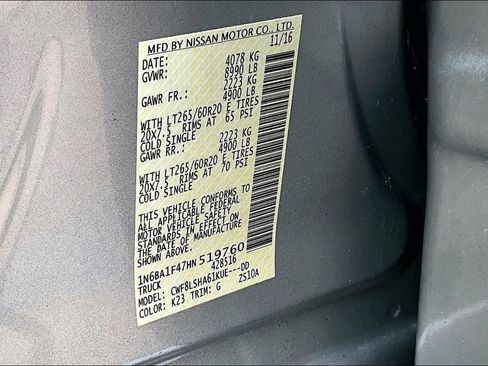 MFD BY NISSAN MOTOR CO., LTD.
DATE: 11/16
GVWR: 4078 KG
8990 LB
GAWR FR.: 2223 KG
4900 LB
WITH LT265/60R20 E TIRES
20X7.5 RIMS AT 65 PSI
COLD SINGLE
GAWR RR.: 2223 KG
4900 LB
WITH LT265/60R20 E TIRES
20X7.5 RIMS AT 70 PSI
COLD SINGLE
THIS VEHICLE CONFORMS TO
ALL APPLICABLE FEDERAL
MOTOR VEHICLE SAFETY
STANDARDS IN EFFECT ON
THE DATE OF MANUFACTURE
SHOWN ABOVE.
1N6BA1F47HN519760
TRUCK 428516
MODEL: CWF8LSHA61KUE---DD
COLOR: K23 TRIM: G ZS1OA